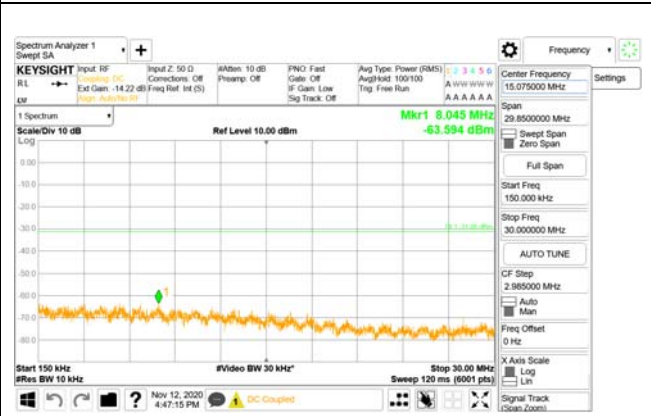 Spectrum Analyzer 1
Swept SA
Frequency
KEYSIGHT
RL
Input: RF
Coupling: DC
Ext Gain: -14.22 dB
Align: Auto/No RF
Input Z: 50 Ω
Corrections: Off
Freq Ref: Int (S)
#Atten: 10 dB
Preamp: Off
PNO: Fast
Gate: Off
IF Gain: Low
Sig Track: Off
Avg Type: Power (RMS)
Avg|Hold: 100/100
Trig: Free Run
1 2 3 4 5 6
A W W W W W
A A A A A A
Center Frequency
15.075000 MHz
Settings
Span
29.8500000 MHz
Swept Span
Zero Span
Full Span
Start Freq
150.000 kHz
Stop Freq
30.000000 MHz
AUTO TUNE
CF Step
2.985000 MHz
Auto
Man
Freq Offset
0 Hz
X Axis Scale
Log
Lin
Signal Track
(Span Zoom)
1 Spectrum
Scale/Div 10 dB
Log
Ref Level 10.00 dBm
Mkr1 8.045 MHz
-63.594 dBm
0.00
-10.0
-20.0
-30.0
-40.0
-50.0
-60.0
-70.0
-80.0
1
Start 150 kHz
#Res BW 10 kHz
#Video BW 30 kHz*
Stop 30.00 MHz
Sweep 120 ms (6001 pts)
?
Nov 12, 2020
4:47:15 PM
DC Coupled